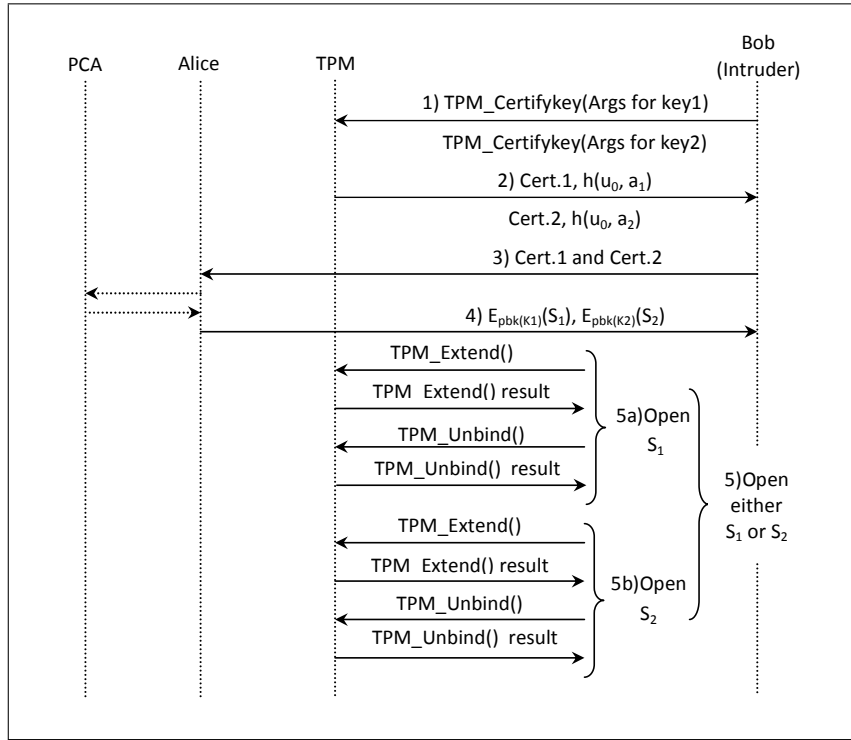 PCA
Alice
TPM
Bob
(Intruder)
1) TPM_Certifykey(Args for key1)
TPM_Certifykey(Args for key2)
2) Cert.1, h(u₀, a₁)
Cert.2, h(u₀, a₂)
3) Cert.1 and Cert.2
4) E_pbk(K1)(S₁), E_pbk(K2)(S₂)
TPM_Extend()
TPM Extend() result
TPM_Unbind()
TPM_Unbind() result
5a)Open
S₁
5)Open
either
S₁ or S₂
TPM_Extend()
TPM Extend() result
TPM_Unbind()
TPM_Unbind() result
5b)Open
S₂